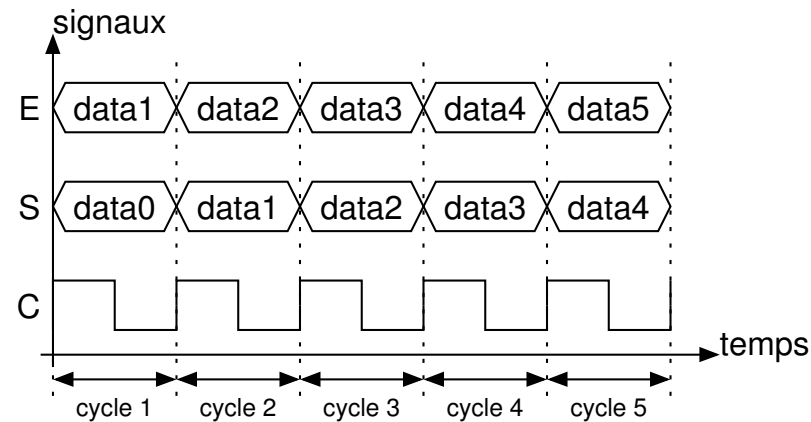 signaux
E data1 data2 data3 data4 data5
S data0 data1 data2 data3 data4
C
temps
cycle 1 cycle 2 cycle 3 cycle 4 cycle 5